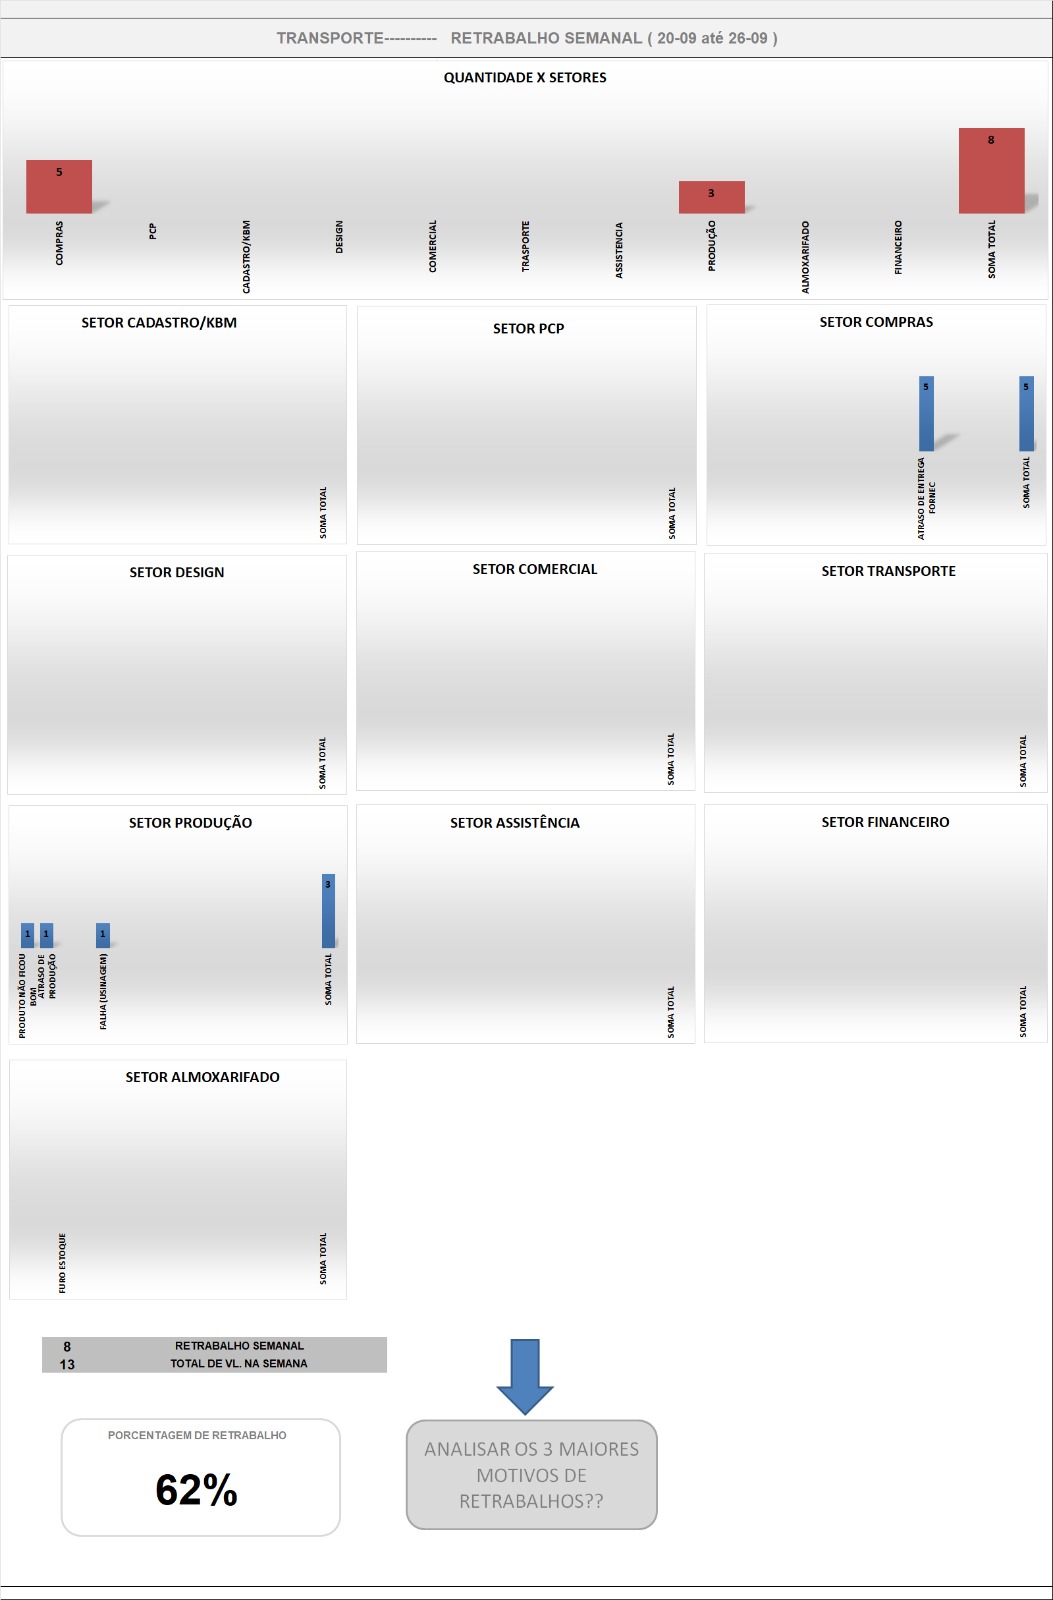 TRANSPORTE---------- RETRABALHO SEMANAL ( 20-09 até 26-09 )
QUANTIDADE X SETORES
5
3
8
COMPRAS
PCP
CADASTRO/KBM
DESIGN
COMERCIAL
TRASPORTE
ASSISTENCIA
PRODUÇÃO
ALMOXARIFADO
FINANCEIRO
SOMA TOTAL
SETOR CADASTRO/KBM
SOMA TOTAL
SETOR PCP
SOMA TOTAL
SETOR COMPRAS
5
5
ATRASO DE ENTREGA
FORNEC
SOMA TOTAL
SETOR DESIGN
SOMA TOTAL
SETOR COMERCIAL
SOMA TOTAL
SETOR TRANSPORTE
SOMA TOTAL
SETOR PRODUÇÃO
1
1
1
3
PRODUTO NÃO FICOU
BOM
ATRASO DE
PRODUÇÃO
FALHA (USINAGEM)
SOMA TOTAL
SETOR ASSISTÊNCIA
SOMA TOTAL
SETOR FINANCEIRO
SOMA TOTAL
SETOR ALMOXARIFADO
FURO ESTOQUE
SOMA TOTAL
8 RETRABALHO SEMANAL
13 TOTAL DE VL. NA SEMANA
PORCENTAGEM DE RETRABALHO
62%
ANALISAR OS 3 MAIORES
MOTIVOS DE
RETRABALHOS??